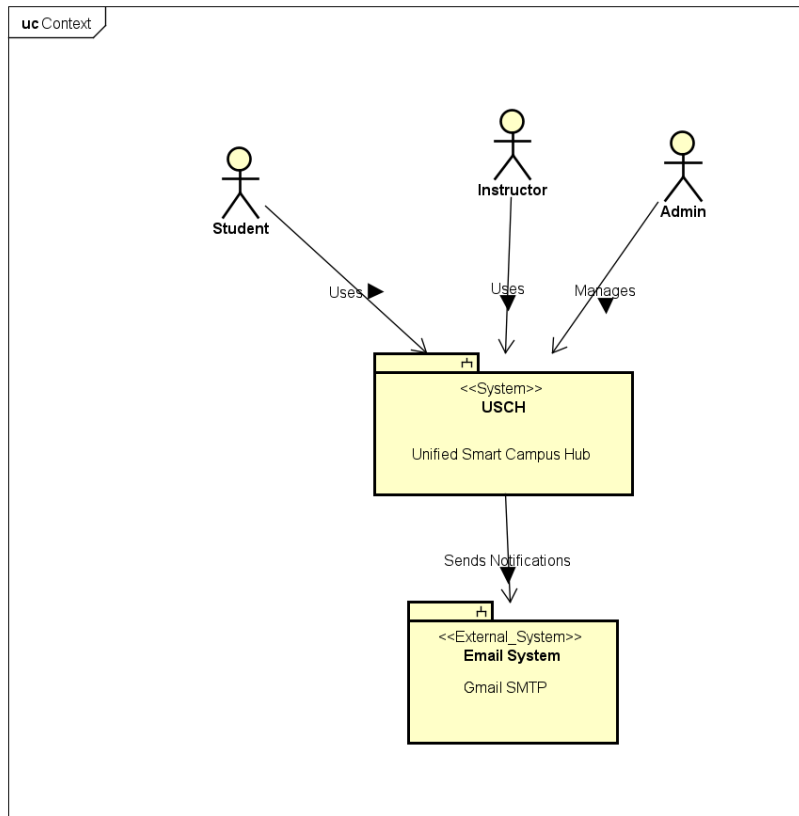 uc Context
Instructor
Admin
Student
Uses
Uses
Manages
<<System>>
USCH
Unified Smart Campus Hub
Sends Notifications
<<External_System>>
Email System
Gmail SMTP